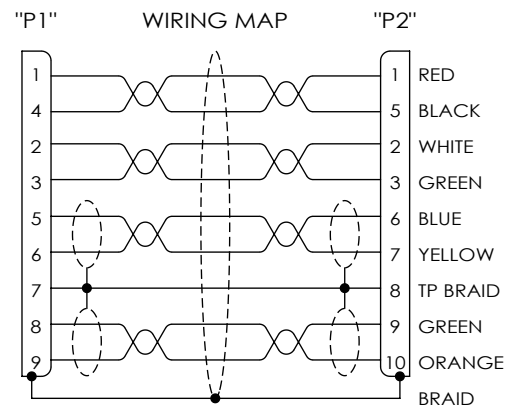 "P1" WIRING MAP "P2"
1 1 RED
4 5 BLACK
2 2 WHITE
3 3 GREEN
5 6 BLUE
6 7 YELLOW
7 8 TP BRAID
8 9 GREEN
9 10 ORANGE
BRAID